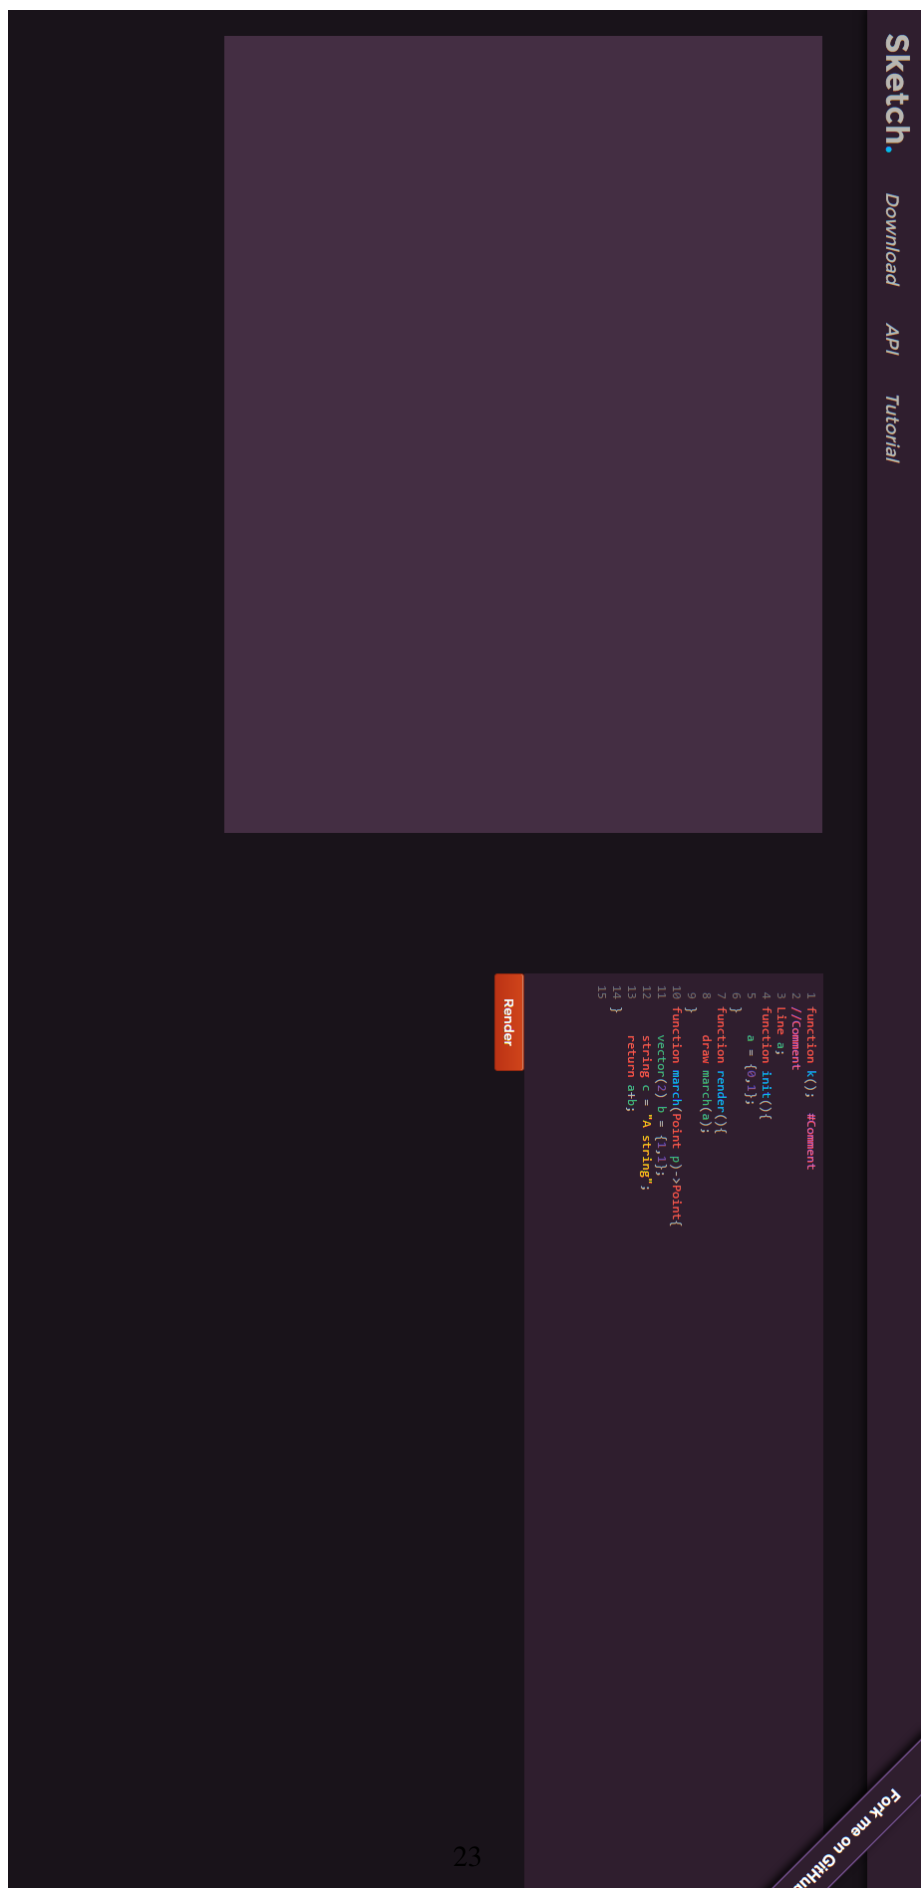 Sketch. Download API Tutorial
Fork me on GitHub
1 function k();  #Comment
2 //Comment
3 Line a;
4 function init(){
5     a = {0,1};
6 }
7 function render(){
8     draw march(a);
9 }
10 function march(Point p)->Point{
11     vector(2) b = {1,1};
12     string c = "A string";
13     return a+b;
14 }
15
Render
23